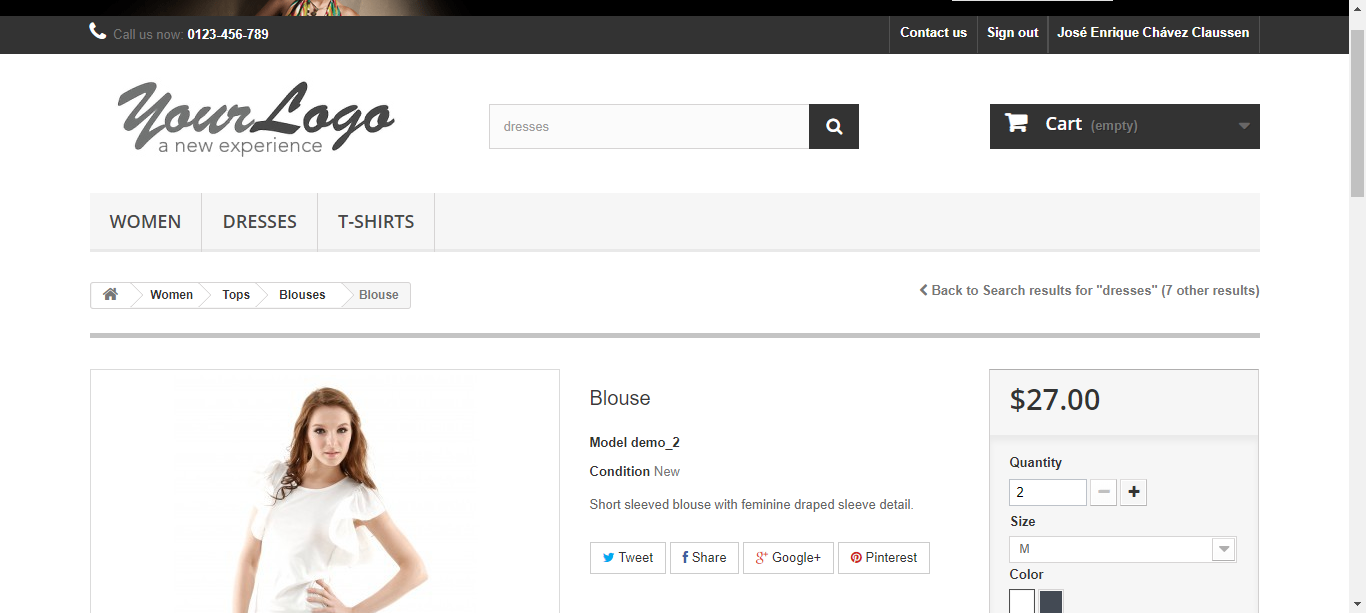 Call us now: 0123-456-789
Contact us
Sign out
José Enrique Chávez Claussen
YourLogo
a new experience
dresses
Cart (empty)
WOMEN
DRESSES
T-SHIRTS
Women
Tops
Blouses
Blouse
Back to Search results for "dresses" (7 other results)
Blouse
Model demo_2
Condition New
Short sleeved blouse with feminine draped sleeve detail.
Tweet
Share
Google+
Pinterest
$27.00
Quantity
2
Size
M
Color